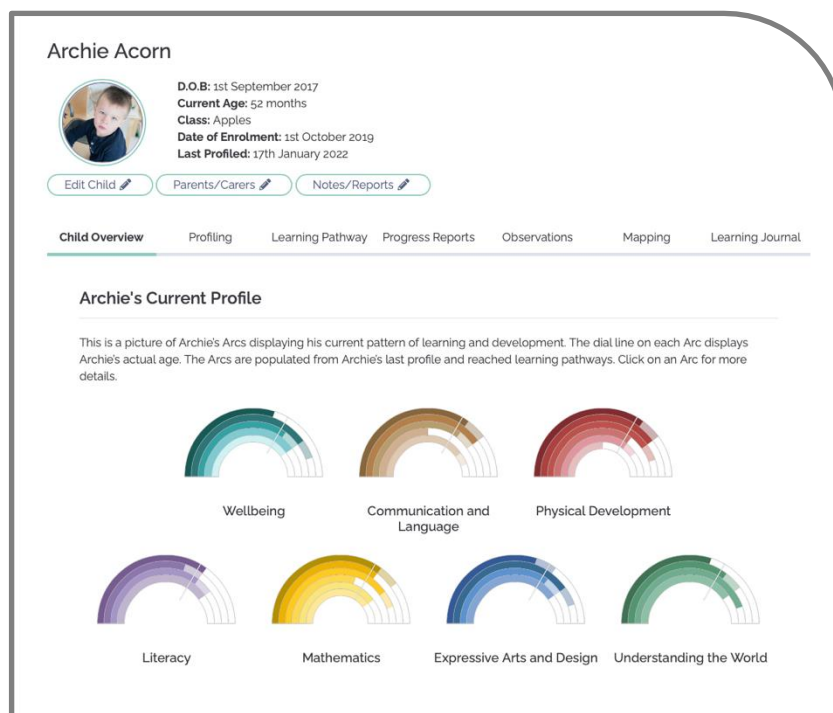 Archie Acorn
D.O.B: 1st September 2017
Current Age: 52 months
Class: Apples
Date of Enrolment: 1st October 2019
Last Profiled: 17th January 2022
Edit Child
Parents/Carers
Notes/Reports
Child Overview Profiling Learning Pathway Progress Reports Observations Mapping Learning Journal
Archie's Current Profile
This is a picture of Archie's Arcs displaying his current pattern of learning and development. The dial line on each Arc displays
Archie's actual age. The Arcs are populated from Archie's last profile and reached learning pathways. Click on an Arc for more
details.
Wellbeing
Communication and
Language
Physical Development
Literacy
Mathematics
Expressive Arts and Design
Understanding the World